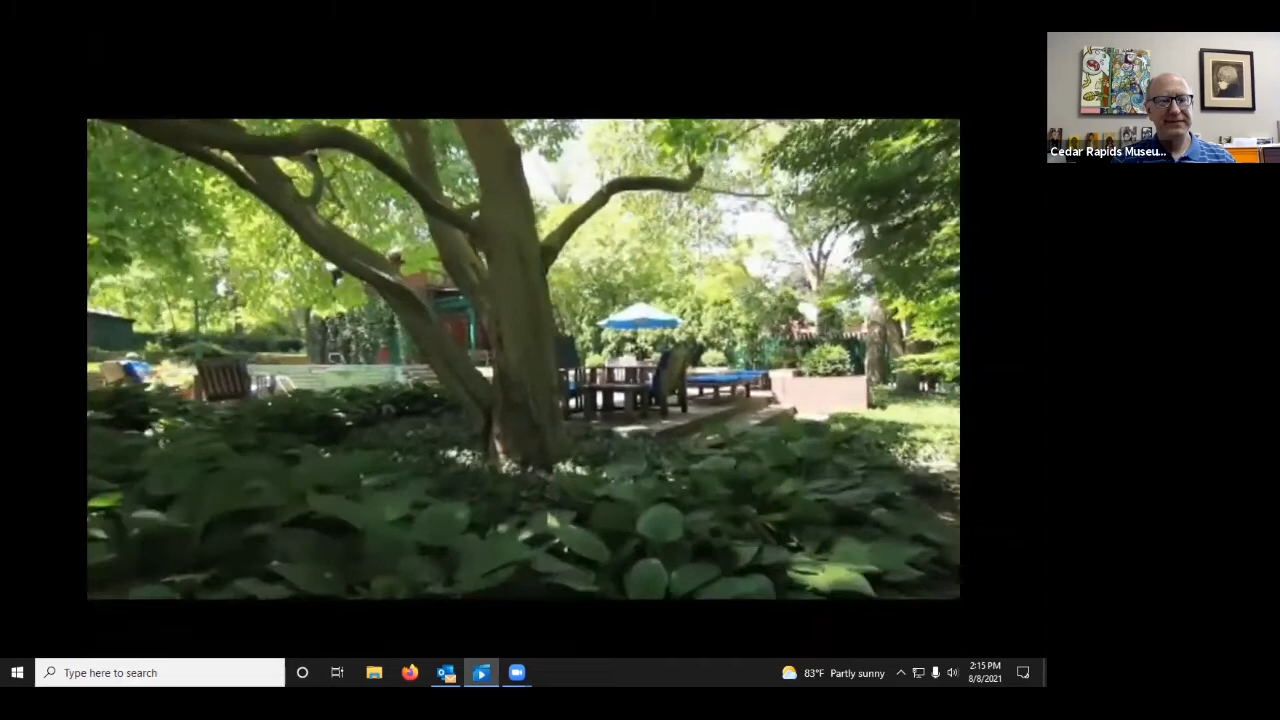 Cedar Rapids Museu...
Type here to search
83°F Partly sunny
2:15 PM
8/8/2021